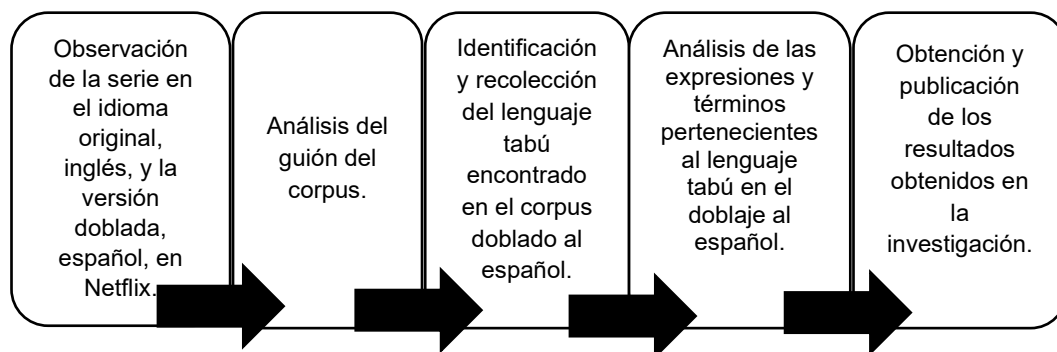 Observación
de la serie en
el idioma
original,
inglés, y la
versión
doblada,
español, en
Netflix.
Análisis del
guión del
corpus.
Identificación
y recolección
del lenguaje
tabú
encontrado
en el corpus
doblado al
español.
Análisis de las
expresiones y
términos
pertenecientes
al lenguaje
tabú en el
doblaje al
español.
Obtención y
publicación
de los
resultados
obtenidos en
la
investigación.